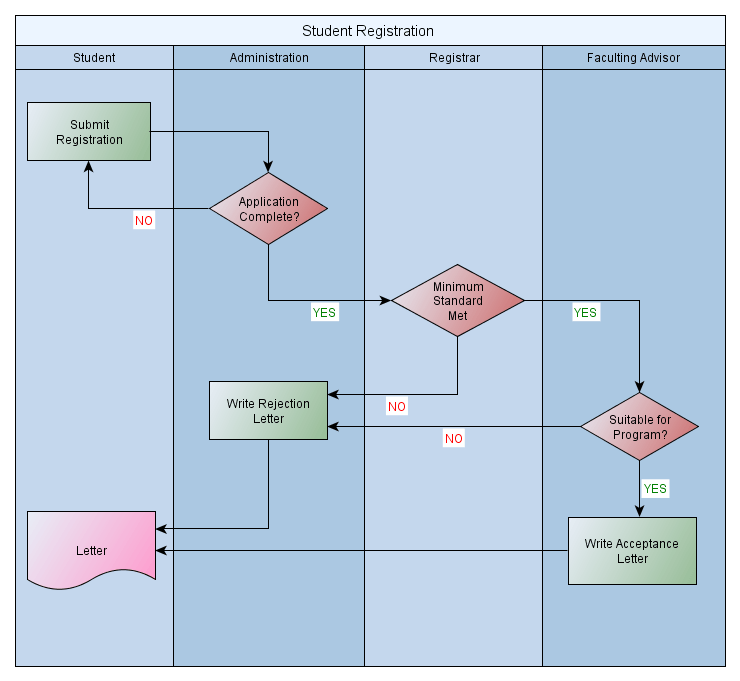 Student Registration
Student
Administration
Registrar
Faculting Advisor
Submit
Registration
Application
Complete?
NO
Minimum
Standard
Met
YES
YES
Write Rejection
Letter
NO
Suitable for
Program?
NO
YES
Letter
Write Acceptance
Letter